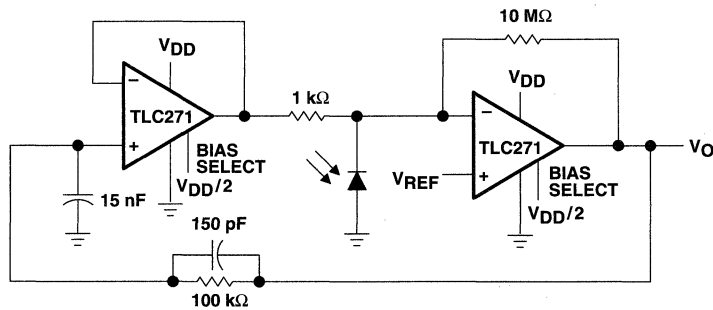 10 MΩ
VDD
VDD
−
TLC271
+
1 kΩ
−
TLC271
+
BIAS
SELECT
VDD/2
VREF
VO
BIAS
SELECT
VDD/2
15 nF
150 pF
100 kΩ